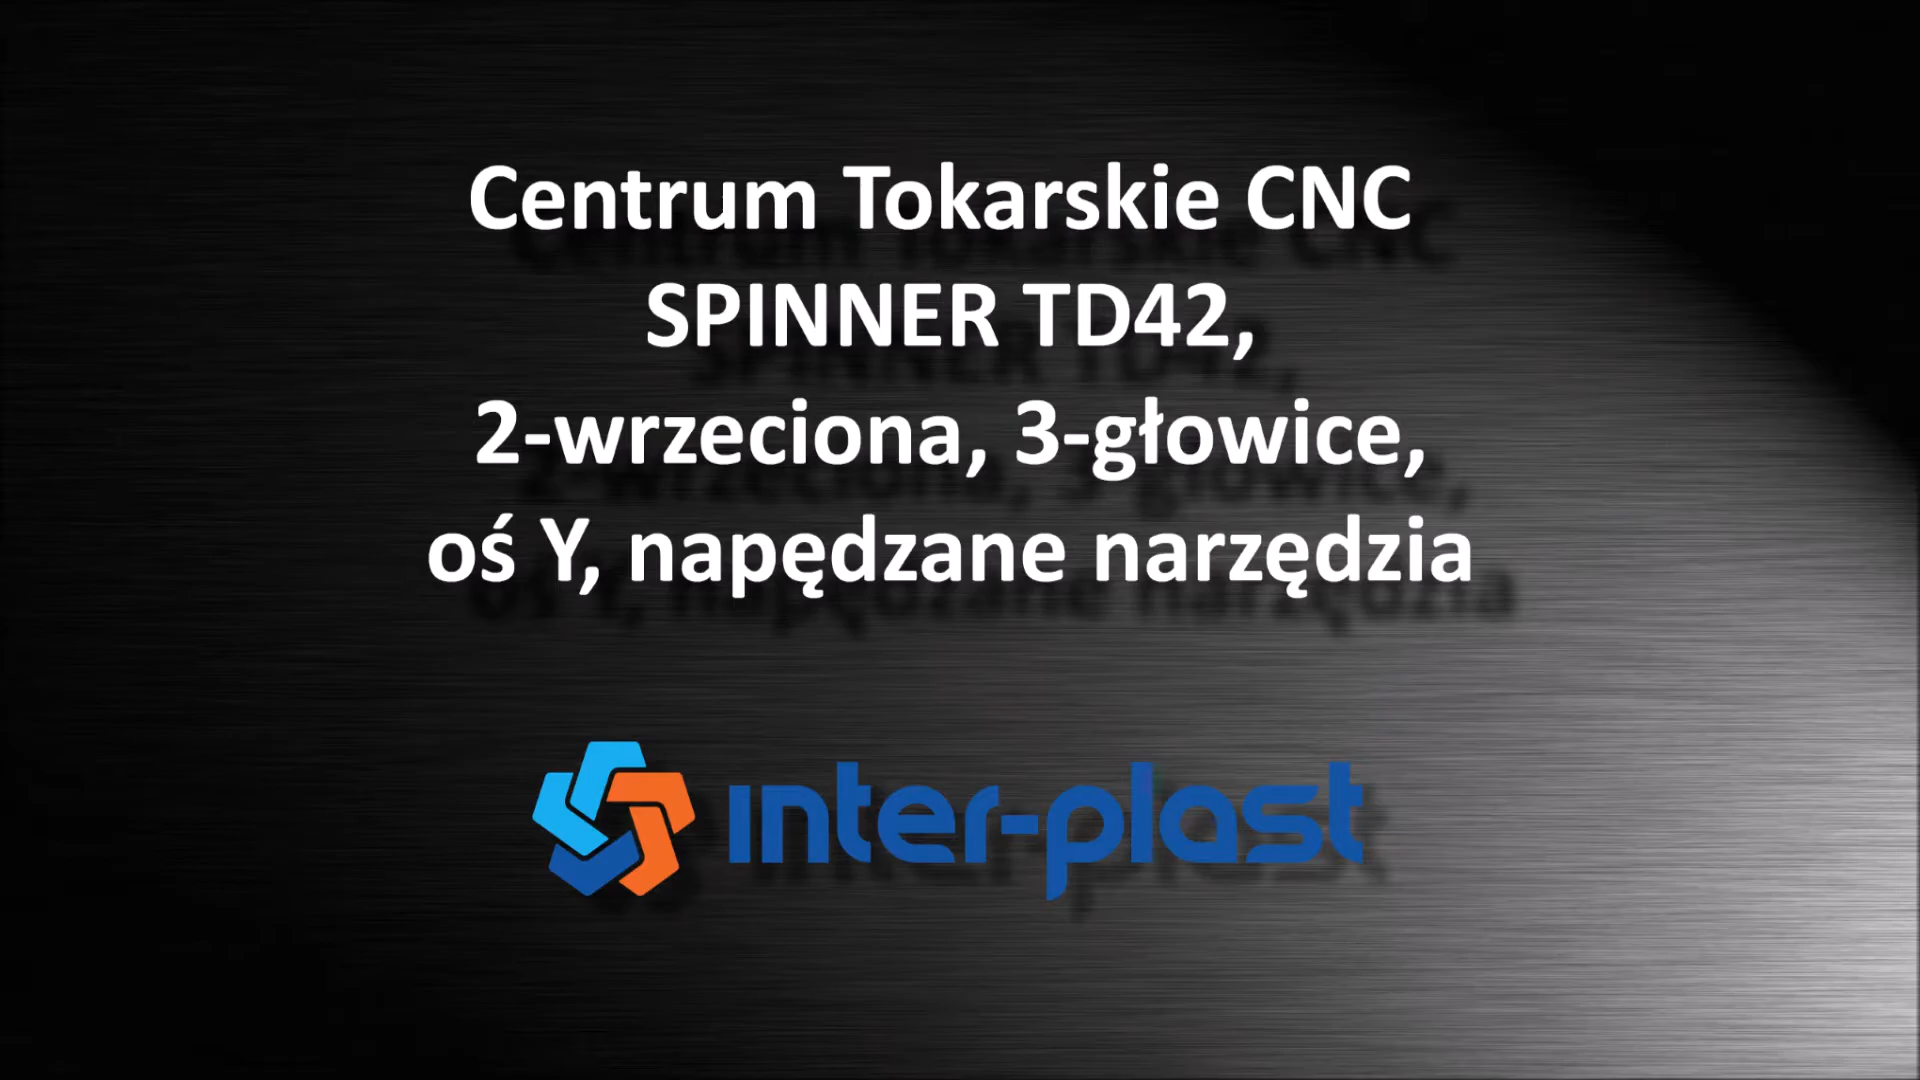 Centrum Tokarskie CNC
SPINNER TD42,
2-wrzeciona, 3-głowice,
oś Y, napędzane narzędzia
inter-plast